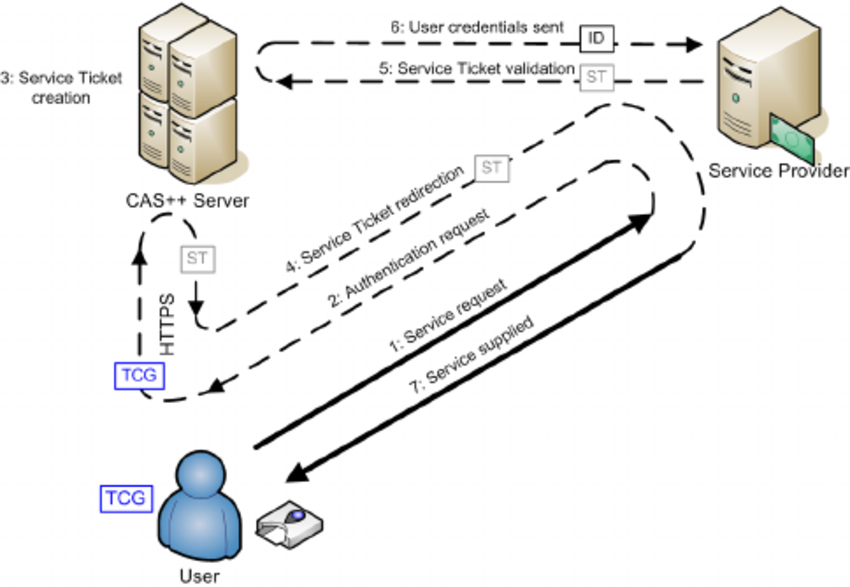 6: User credentials sent
ID
3: Service Ticket
creation
5: Service Ticket validation
ST
Service Provider
CAS++ Server
4: Service Ticket redirection
ST
2: Authentication request
ST
HTTPS
1: Service request
7: Service supplied
TCG
TCG
User